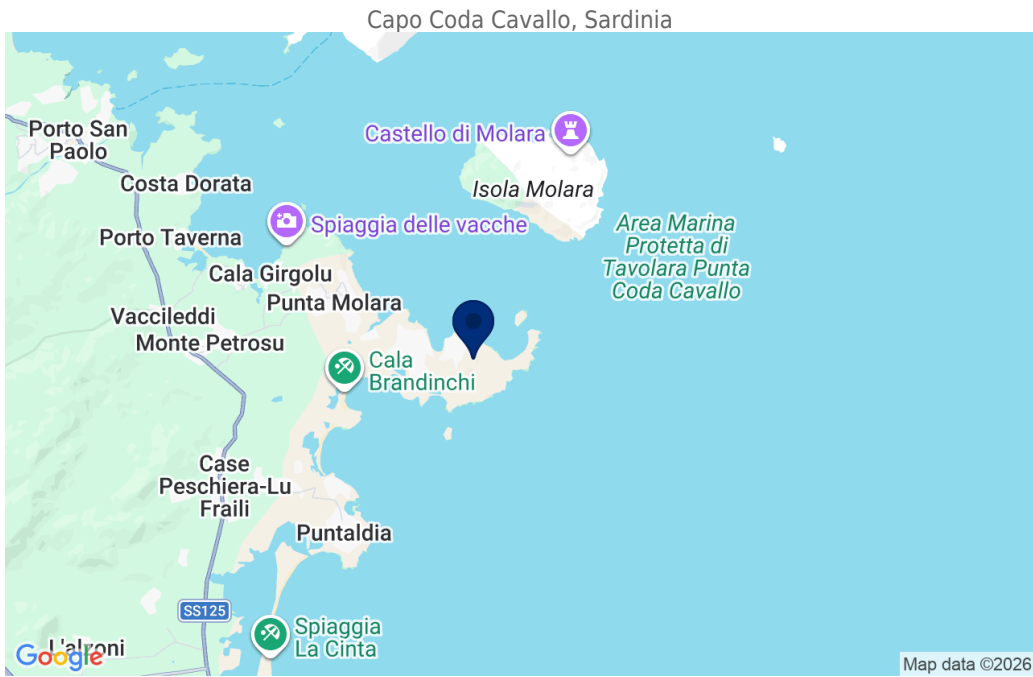 Capo Coda Cavallo, Sardinia
Porto San
Paolo
Castello di Molara
Costa Dorata
Isola Molara
Spiaggia delle vacche
Area Marina
Protetta di
Tavolara Punta
Coda Cavallo
Porto Taverna
Cala Girgolu
Punta Molara
Vaccileddi
Monte Petrosu
Cala
Brandinchi
Case
Peschiera-Lu
Fraili
Puntaldia
SS125
Spiaggia
La Cinta
Google
Map data ©2026